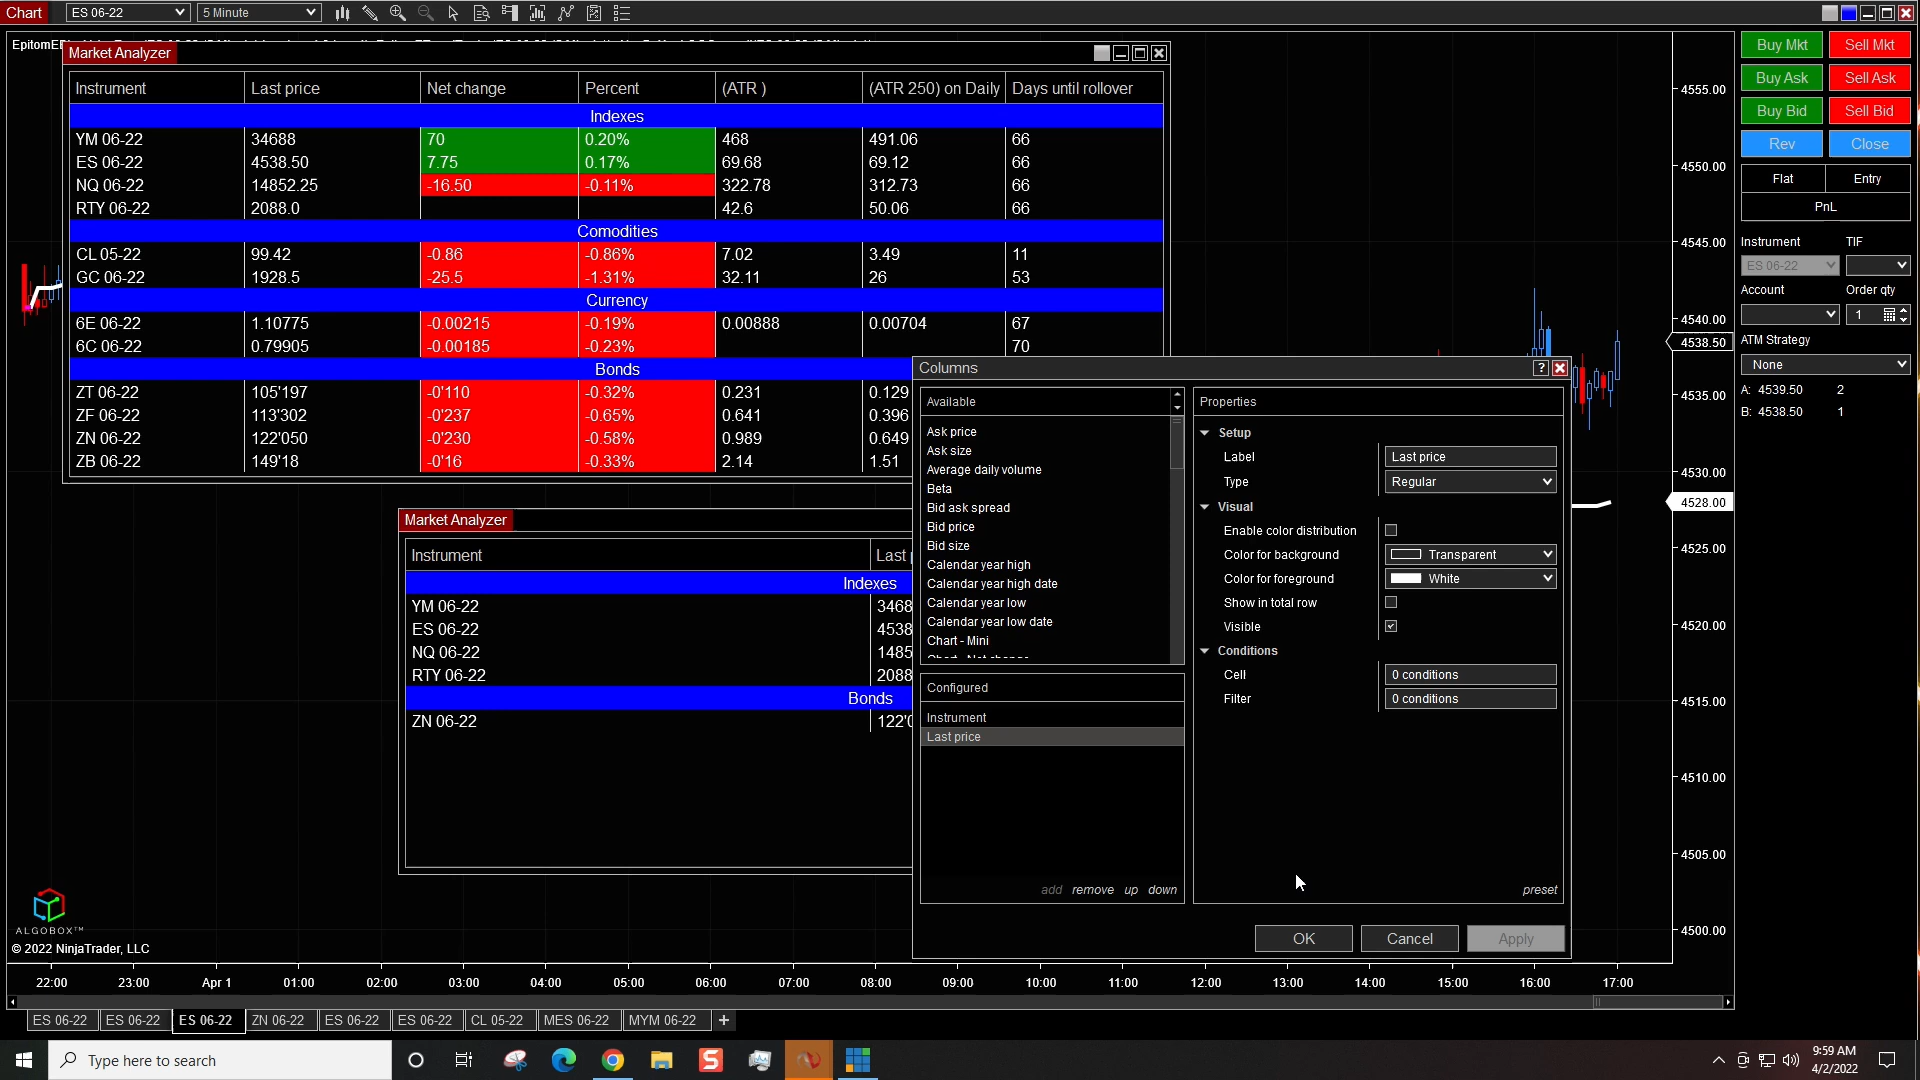 Chart ES 06-22 5 Minute
Market Analyzer
Instrument Last price Net change Percent (ATR ) (ATR 250) on Daily Days until rollover
Indexes
YM 06-22 34688 70 0.20% 468 491.06 66
ES 06-22 4538.50 7.75 0.17% 69.68 69.12 66
NQ 06-22 14852.25 -16.50 -0.11% 322.78 312.73 66
RTY 06-22 2088.0 42.6 50.06 66
Comodities
CL 05-22 99.42 -0.86 -0.86% 7.02 3.49 11
GC 06-22 1928.5 -25.5 -1.31% 32.11 26 53
Currency
6E 06-22 1.10775 -0.00215 -0.19% 0.00888 0.00704 67
6C 06-22 0.79905 -0.00185 -0.23% 70
Bonds
ZT 06-22 105'197 -0'110 -0.32% 0.231 0.129
ZF 06-22 113'302 -0'237 -0.65% 0.641 0.396
ZN 06-22 122'050 -0'230 -0.58% 0.989 0.649
ZB 06-22 149'18 -0'16 -0.33% 2.14 1.51
Market Analyzer
Instrument Last
Indexes
YM 06-22 3468
ES 06-22 4538
NQ 06-22 1485
RTY 06-22 2088
Bonds
ZN 06-22 122'0
Columns ?
Available
Ask price
Ask size
Average daily volume
Beta
Bid ask spread
Bid price
Bid size
Calendar year high
Calendar year high date
Calendar year low
Calendar year low date
Chart - Mini
Configured
Instrument
Last price
add remove up down
Properties
Setup
Label Last price
Type Regular
Visual
Enable color distribution
Color for background Transparent
Color for foreground White
Show in total row
Visible
Conditions
Cell 0 conditions
Filter 0 conditions
preset
OK Cancel Apply
4555.00
4550.00
4545.00
4540.00
4538.50
4535.00
4530.00
4528.00
4525.00
4520.00
4515.00
4510.00
4505.00
4500.00
Buy Mkt Sell Mkt
Buy Ask Sell Ask
Buy Bid Sell Bid
Rev Close
Flat Entry
PnL
Instrument TIF
ES 06-22
Account Order qty
1
ATM Strategy
None
A: 4539.50 2
B: 4538.50 1
ALGOBOX™
© 2022 NinjaTrader, LLC
22:00 23:00 Apr 1 01:00 02:00 03:00 04:00 05:00 06:00 07:00 08:00 09:00 10:00 11:00 12:00 13:00 14:00 15:00 16:00 17:00
ES 06-22 ES 06-22 ES 06-22 ZN 06-22 ES 06-22 ES 06-22 CL 05-22 MES 06-22 MYM 06-22 +
Type here to search
9:59 AM
4/2/2022